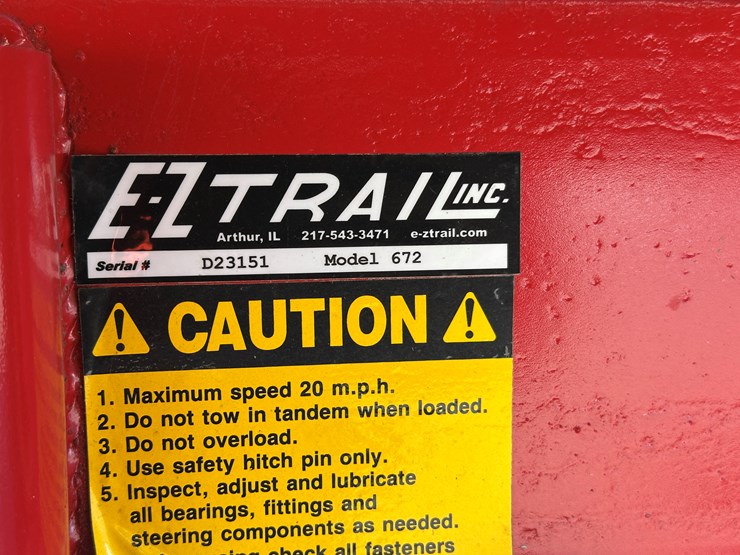 E-Z TRAIL INC.
Arthur, IL 217-543-3471 e-ztrail.com
Serial # D23151 Model 672
CAUTION
1. Maximum speed 20 m.p.h.
2. Do not tow in tandem when loaded.
3. Do not overload.
4. Use safety hitch pin only.
5. Inspect, adjust and lubricate
all bearings, fittings and
steering components as needed.
check all fasteners